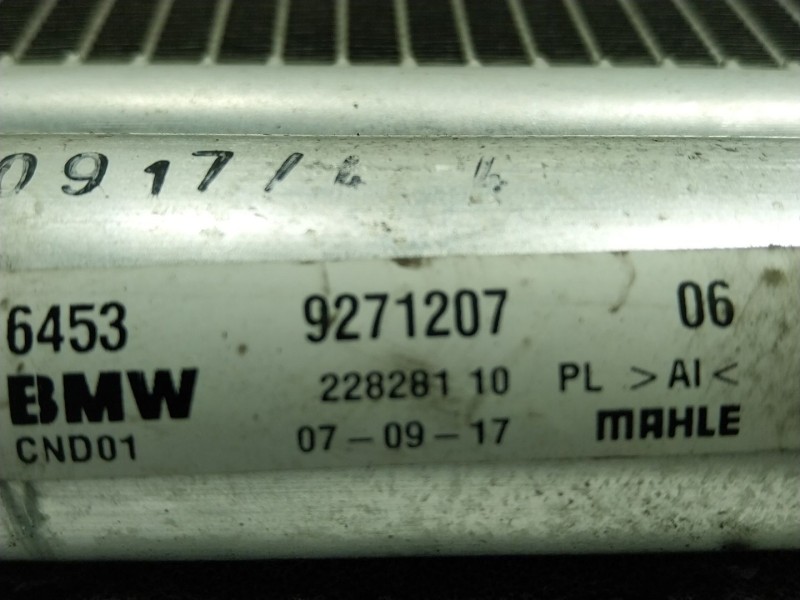 0917/
6453 9271207 06
BMW 228281 10 PL >Al<
CND01 07-09-17 MAHLE